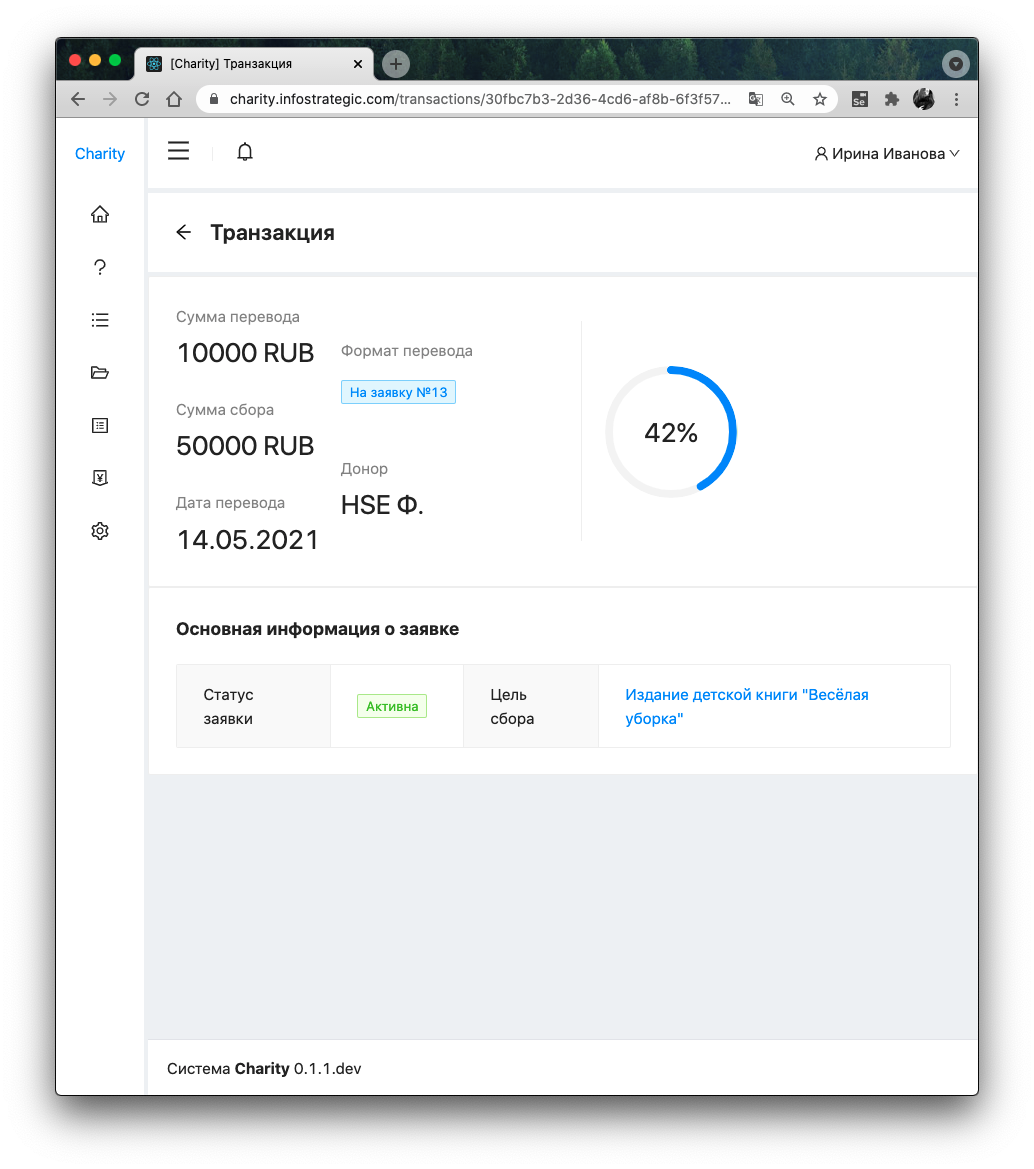 [Charity] Транзакция
charity.infostrategic.com/transactions/30fbc7b3-2d36-4cd6-af8b-6f3f57...
Se
Charity
Ирина Иванова
Транзакция
Сумма перевода
10000 RUB
Формат перевода
На заявку №13
Сумма сбора
50000 RUB
Донор
HSE Ф.
Дата перевода
14.05.2021
42%
Основная информация о заявке
Статус
заявки
Активна
Цель
сбора
Издание детской книги "Весёлая
уборка"
Система Charity 0.1.1.dev